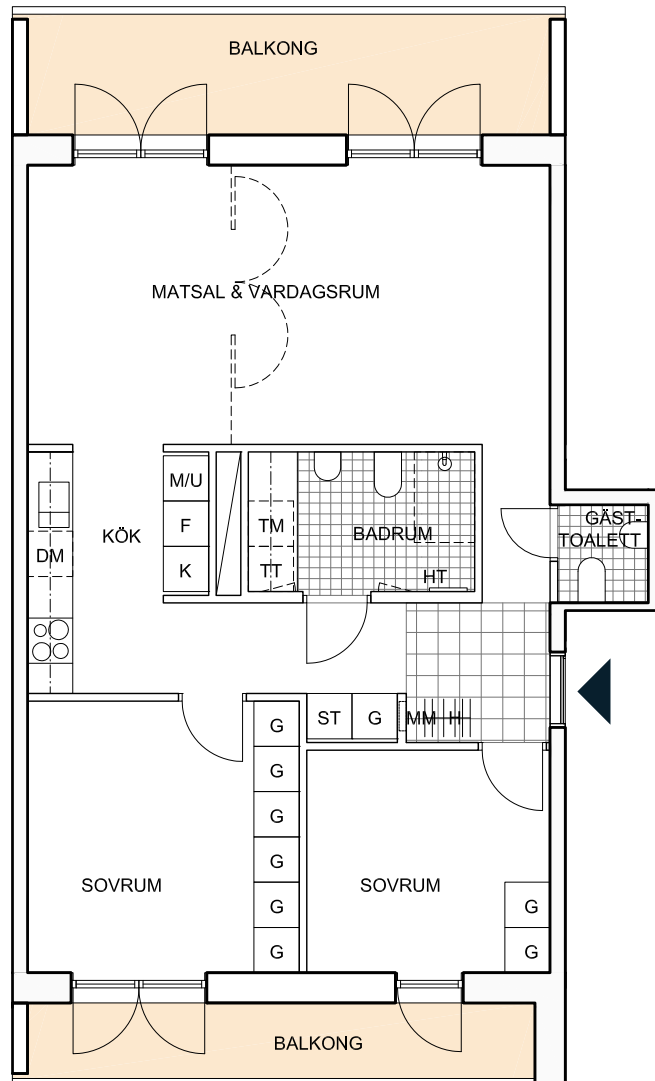 BALKONG
MATSAL & VARDAGSRUM
M/U
F
K
KÖK
DM
TM
TT
BADRUM
HT
GÄST-
TOALETT
ST
G
MM
H
G
G
G
G
G
G
SOVRUM
SOVRUM
G
G
BALKONG